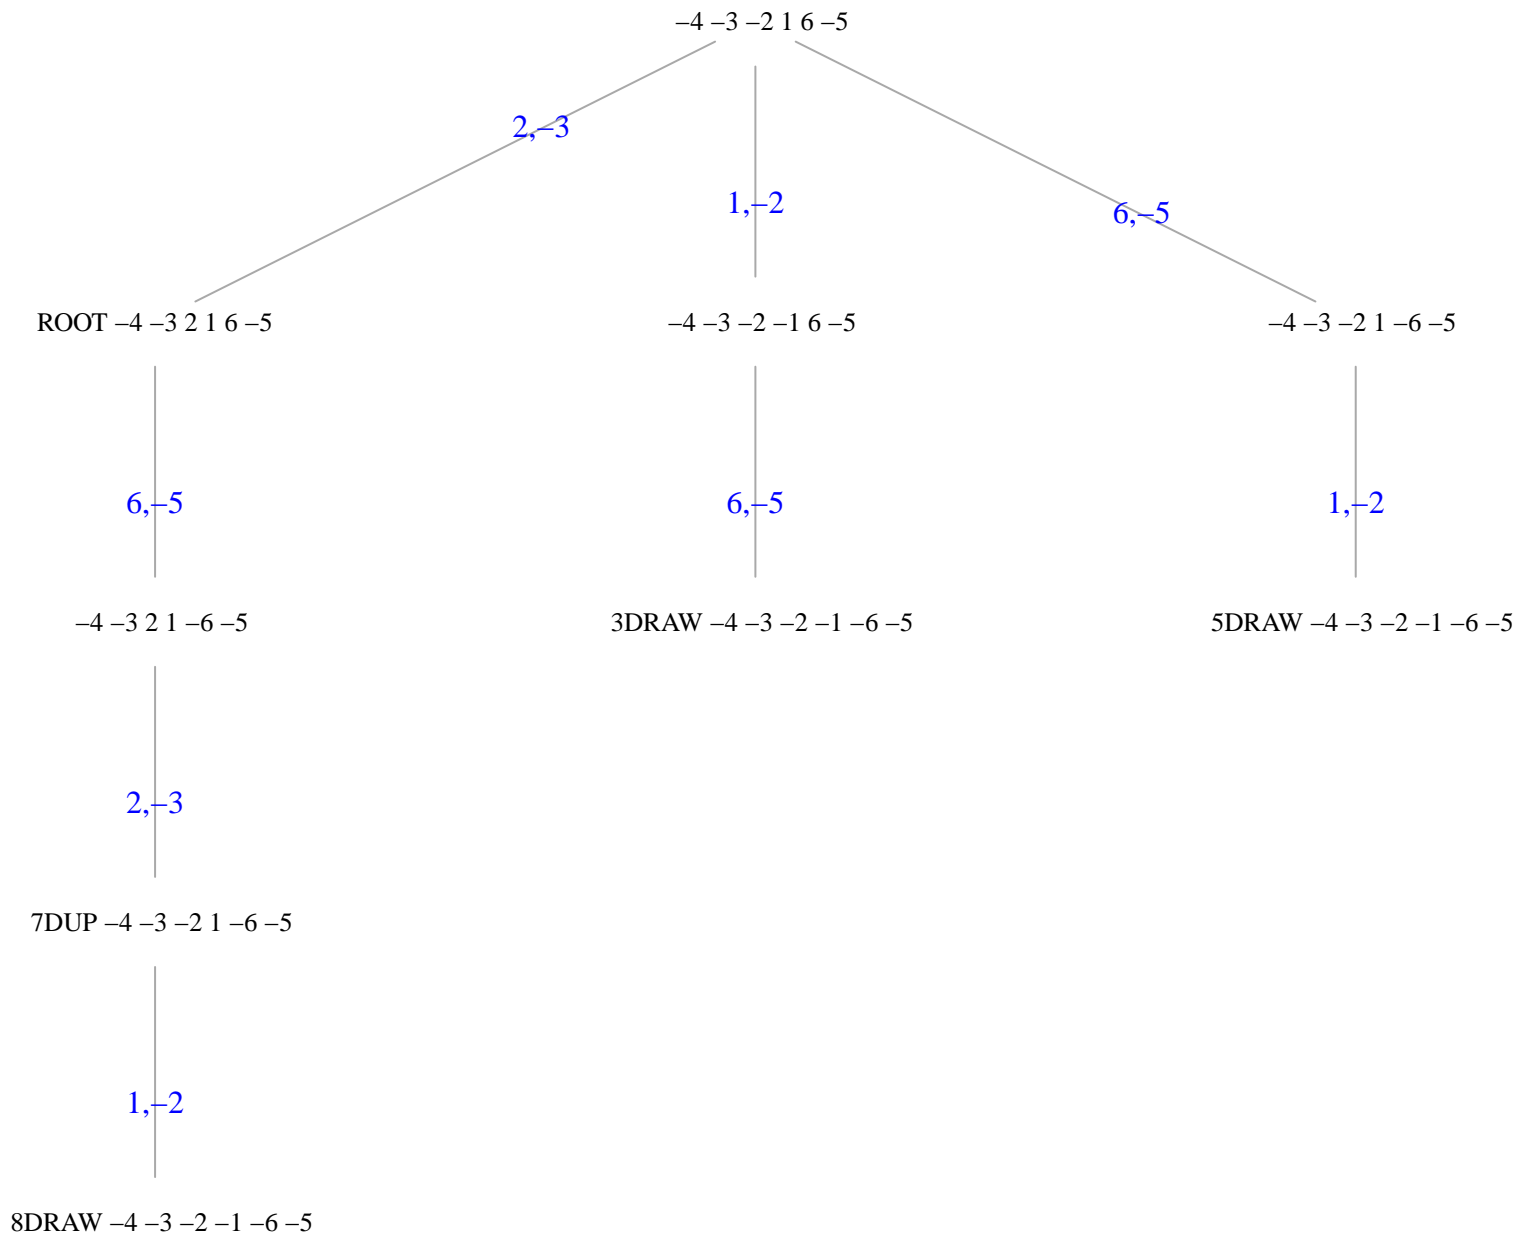 –4 –3 –2 1 6 –5
2,–3
1,–2
6,–5
ROOT –4 –3 2 1 6 –5
–4 –3 –2 –1 6 –5
–4 –3 –2 1 –6 –5
6,–5
6,–5
1,–2
–4 –3 2 1 –6 –5
3DRAW –4 –3 –2 –1 –6 –5
5DRAW –4 –3 –2 –1 –6 –5
2,–3
7DUP –4 –3 –2 1 –6 –5
1,–2
8DRAW –4 –3 –2 –1 –6 –5